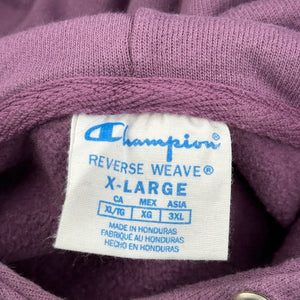 Champion
REVERSE WEAVE®
X-LARGE
CA MEX ASIA
XL/TG XG 3XL
MADE IN HONDURAS
FABRIQUÉ AU HONDURAS
HECHO EN HONDURAS